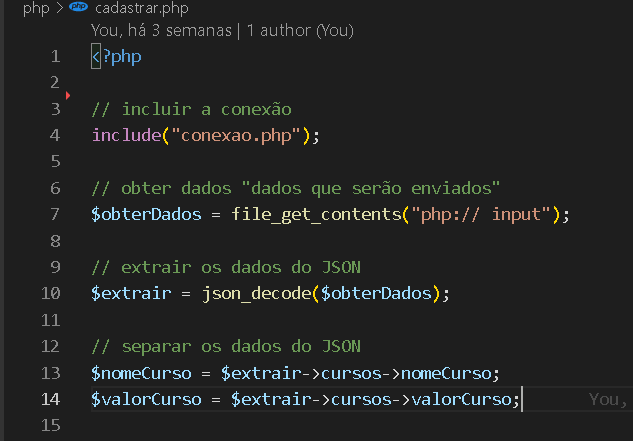 php > php cadastrar.php
You, há 3 semanas | 1 author (You)
1 <?php
2
3 // incluir a conexão
4 include("conexao.php");
5
6 // obter dados "dados que serão enviados"
7 $obterDados = file_get_contents("php:// input");
8
9 // extrair os dados do JSON
10 $extrair = json_decode($obterDados);
11
12 // separar os dados do JSON
13 $nomeCurso = $extrair->cursos->nomeCurso;
14 $valorCurso = $extrair->cursos->valorCurso; You,
15